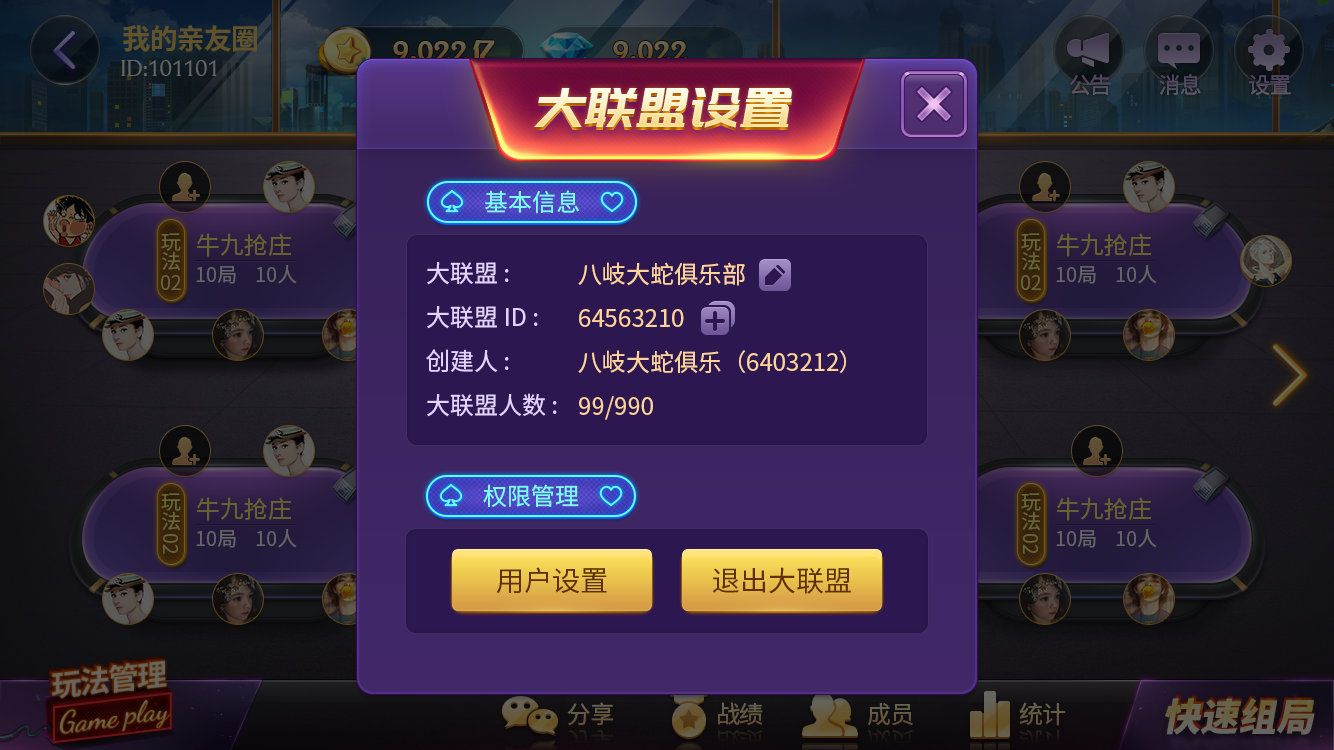 我的亲友圈
ID:101101
9,022亿
9,022
公告
消息
设置
大联盟设置
基本信息
大联盟：
八岐大蛇俱乐部
大联盟 ID：
64563210
创建人：
八岐大蛇俱乐（6403212）
大联盟人数：
99/990
权限管理
用户设置
退出大联盟
玩法02
牛九抢庄
10局 10人
玩法02
牛九抢庄
10局 10人
玩法02
牛九抢庄
10局 10人
玩法02
牛九抢庄
10局 10人
玩法管理
Game play
分享
战绩
成员
统计
快速组局